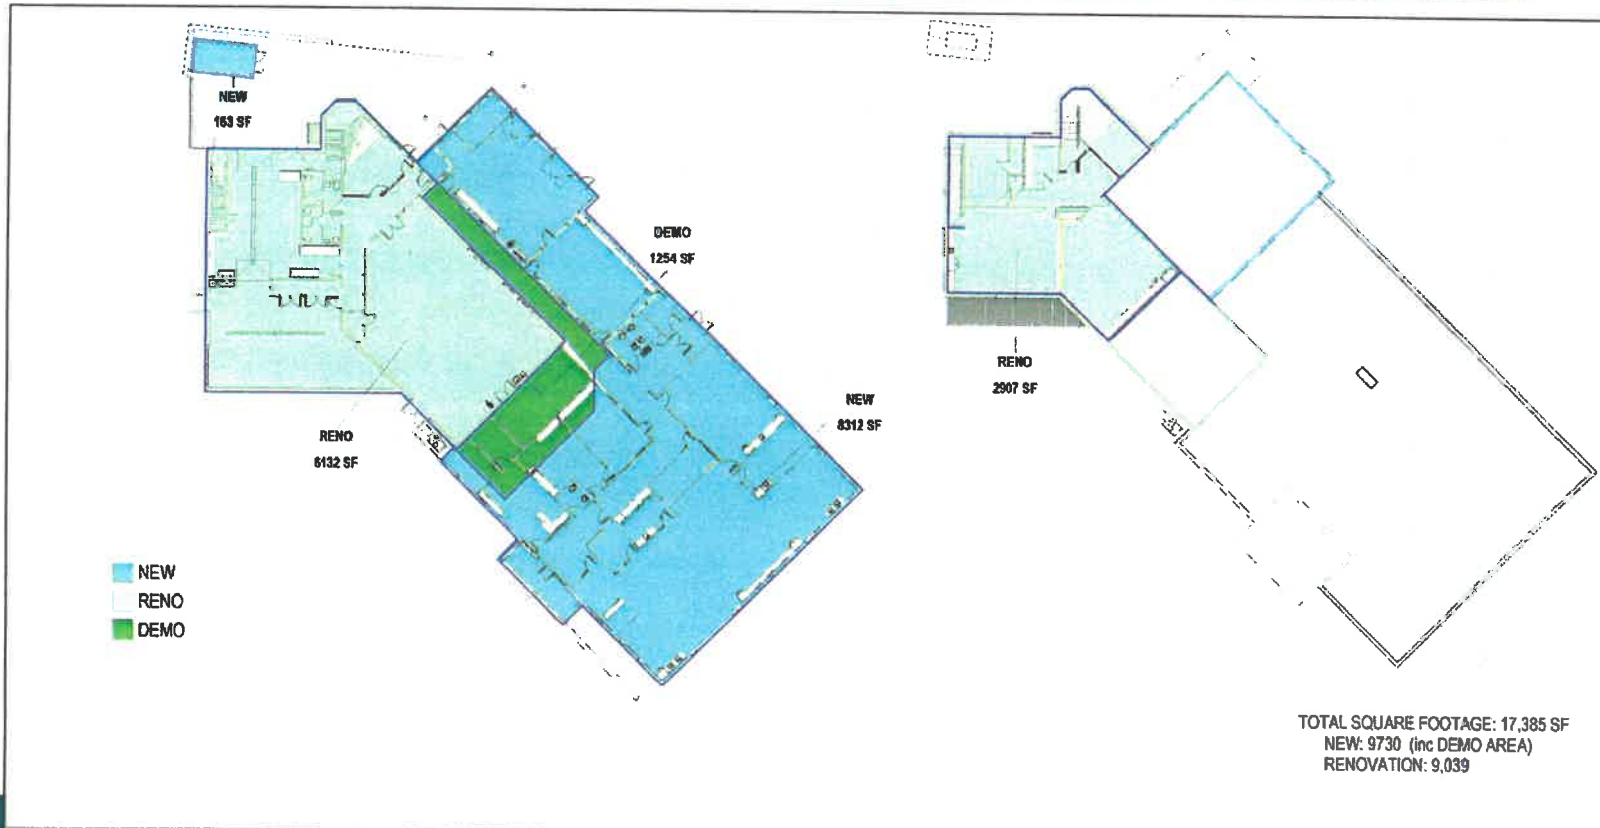 NEW
163 SF
DEMO
1254 SF
NEW
8312 SF
RENO
6132 SF
RENO
2907 SF
NEW
RENO
DEMO
TOTAL SQUARE FOOTAGE: 17,385 SF
NEW: 9730 (inc DEMO AREA)
RENOVATION: 9,039